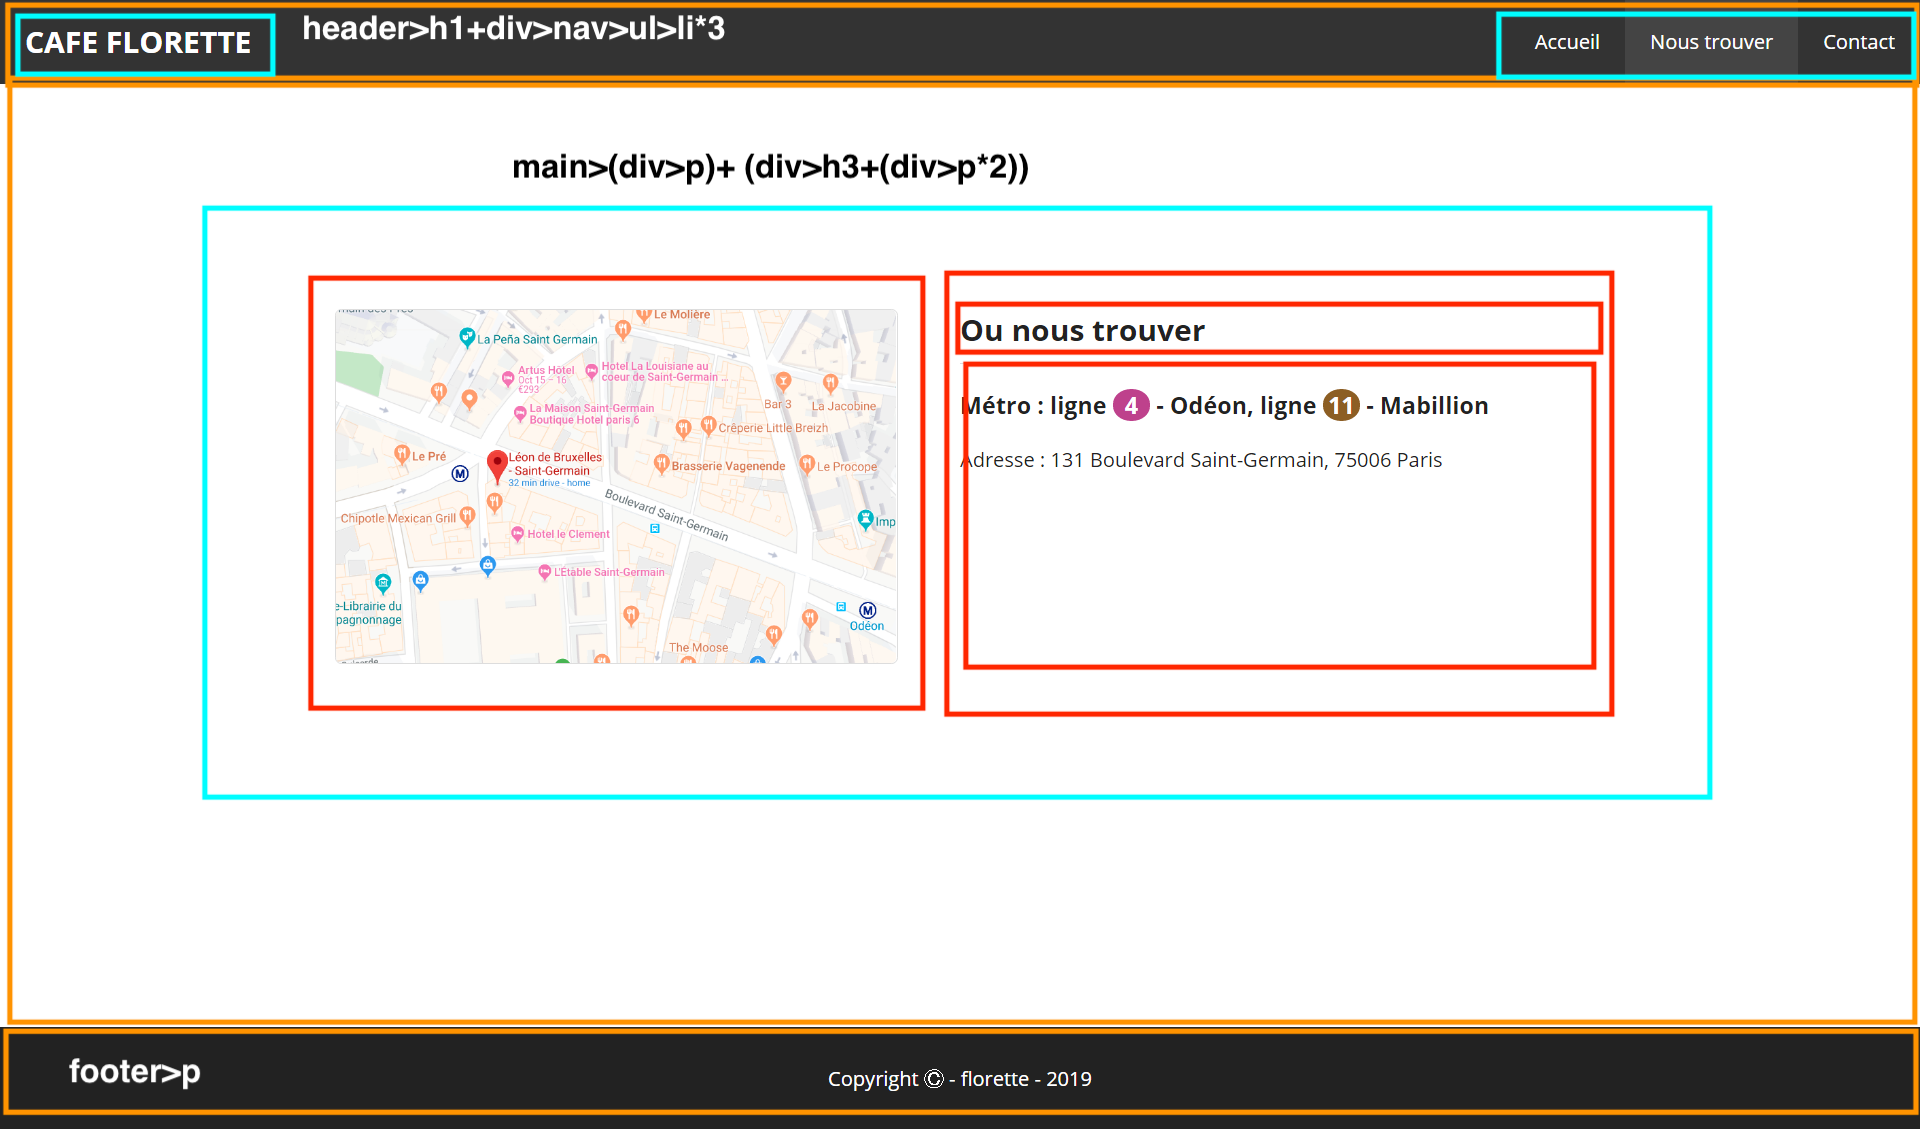 CAFE FLORETTE
header>h1+div>nav>ul>li*3
Accueil
Nous trouver
Contact
main>(div>p)+ (div>h3+(div>p*2))
Le Molière
La Peña Saint Germain
Artus Hôtel
Oct 15 – 16
€293
Hotel La Louisiane au
coeur de Saint-Germain ...
La Maison Saint-Germain
Boutique Hotel paris 6
Bar 3
La Jacobine
Crêperie Little Breizh
Le Pré
M
Léon de Bruxelles
- Saint-Germain
32 min drive - home
Brasserie Vagenende
Le Procope
Boulevard Saint-Germain
Chipotle Mexican Grill
Hotel le Clement
Imp
L'Étable Saint-Germain
e-Librairie du
pagnonnage
M
Odéon
The Moose
Ou nous trouver
Métro : ligne 4 - Odéon, ligne 11 - Mabillion
Adresse : 131 Boulevard Saint-Germain, 75006 Paris
footer>p
Copyright © - florette - 2019